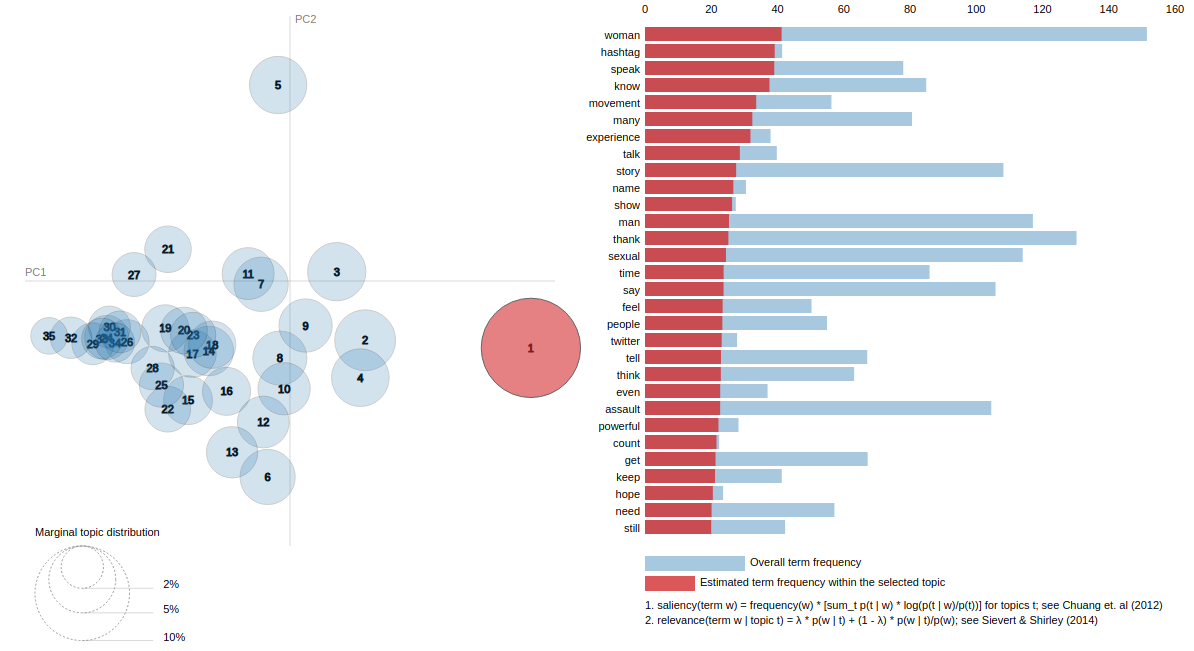 PC2
PC1
5
21
27
11
7
3
9
2
4
8
10
1
35
32
29
30
31
34
26
19
20
23
17
14
18
28
25
22
15
16
12
13
6
Marginal topic distribution
2%
5%
10%
0 20 40 60 80 100 120 140 160
woman
hashtag
speak
know
movement
many
experience
talk
story
name
show
man
thank
sexual
time
say
feel
people
twitter
tell
think
even
assault
powerful
count
get
keep
hope
need
still
Overall term frequency
Estimated term frequency within the selected topic
1. saliency(term w) = frequency(w) * [sum_t p(t | w) * log(p(t | w)/p(t))] for topics t; see Chuang et. al (2012)
2. relevance(term w | topic t) = λ * p(w | t) + (1 - λ) * p(w | t)/p(w); see Sievert & Shirley (2014)